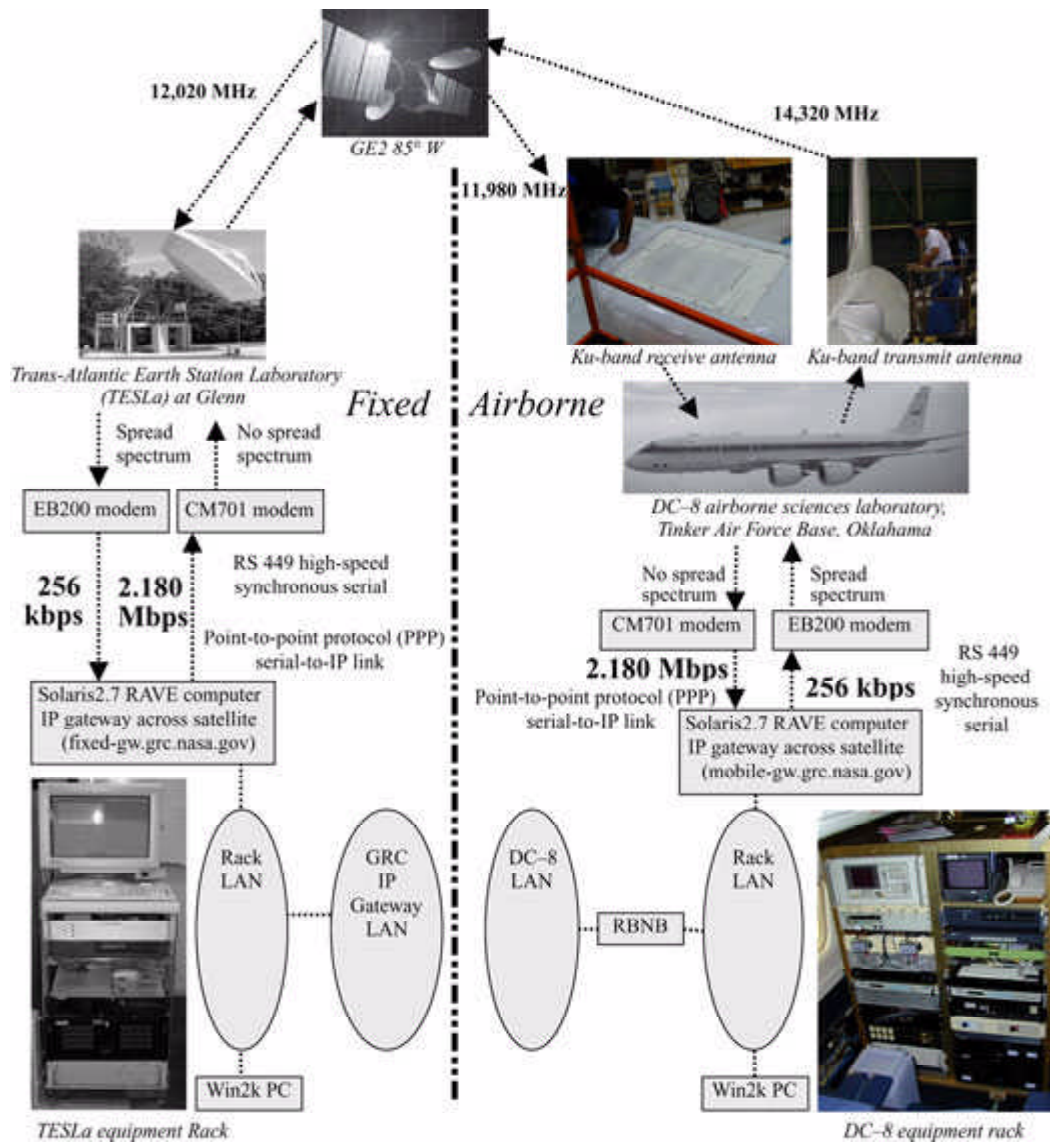 12,020 MHz
14,320 MHz
GE2 85° W
11,980 MHz
Ku-band receive antenna
Ku-band transmit antenna
Trans-Atlantic Earth Station Laboratory
(TESLa) at Glenn
Fixed
Airborne
Spread
spectrum
No spread
spectrum
EB200 modem
CM701 modem
DC–8 airborne sciences laboratory,
Tinker Air Force Base, Oklahoma
RS 449 high-speed
synchronous serial
256
kbps
2.180
Mbps
Point-to-point protocol (PPP)
serial-to-IP link
No spread
spectrum
Spread
spectrum
CM701 modem
EB200 modem
2.180 Mbps
256 kbps
RS 449
high-speed
synchronous
serial
Point-to-point protocol (PPP)
serial-to-IP link
Solaris2.7 RAVE computer
IP gateway across satellite
(fixed-gw.grc.nasa.gov)
Solaris2.7 RAVE computer
IP gateway across satellite
(mobile-gw.grc.nasa.gov)
Rack
LAN
GRC
IP
Gateway
LAN
DC–8
LAN
RBNB
Rack
LAN
Win2k PC
Win2k PC
TESLa equipment Rack
DC–8 equipment rack